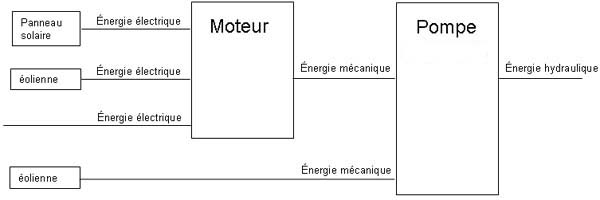 Panneau
solaire
Énergie électrique
Moteur
Pompe
éolienne
Énergie électrique
Énergie mécanique
Énergie hydraulique
Énergie électrique
éolienne
Énergie mécanique